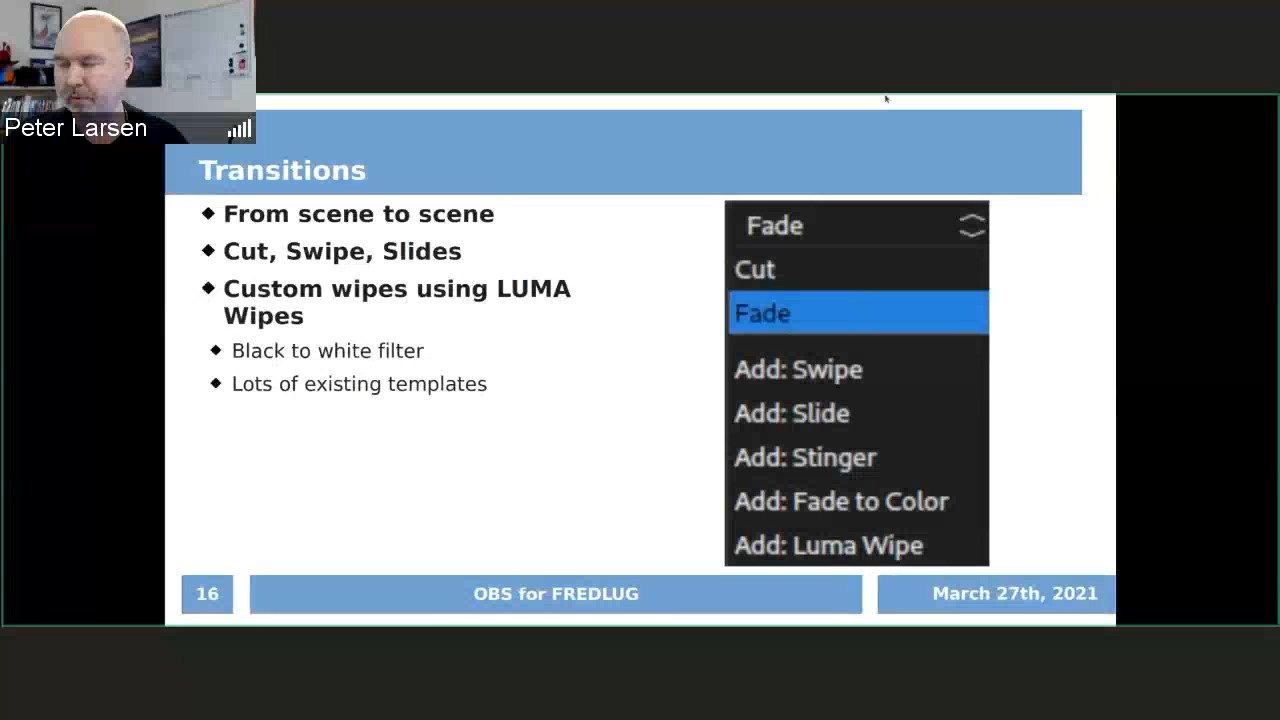 Peter Larsen
Transitions
From scene to scene
Cut, Swipe, Slides
Custom wipes using LUMA
Wipes
Black to white filter
Lots of existing templates
Fade
Cut
Fade
Add: Swipe
Add: Slide
Add: Stinger
Add: Fade to Color
Add: Luma Wipe
16
OBS for FREDLUG
March 27th, 2021